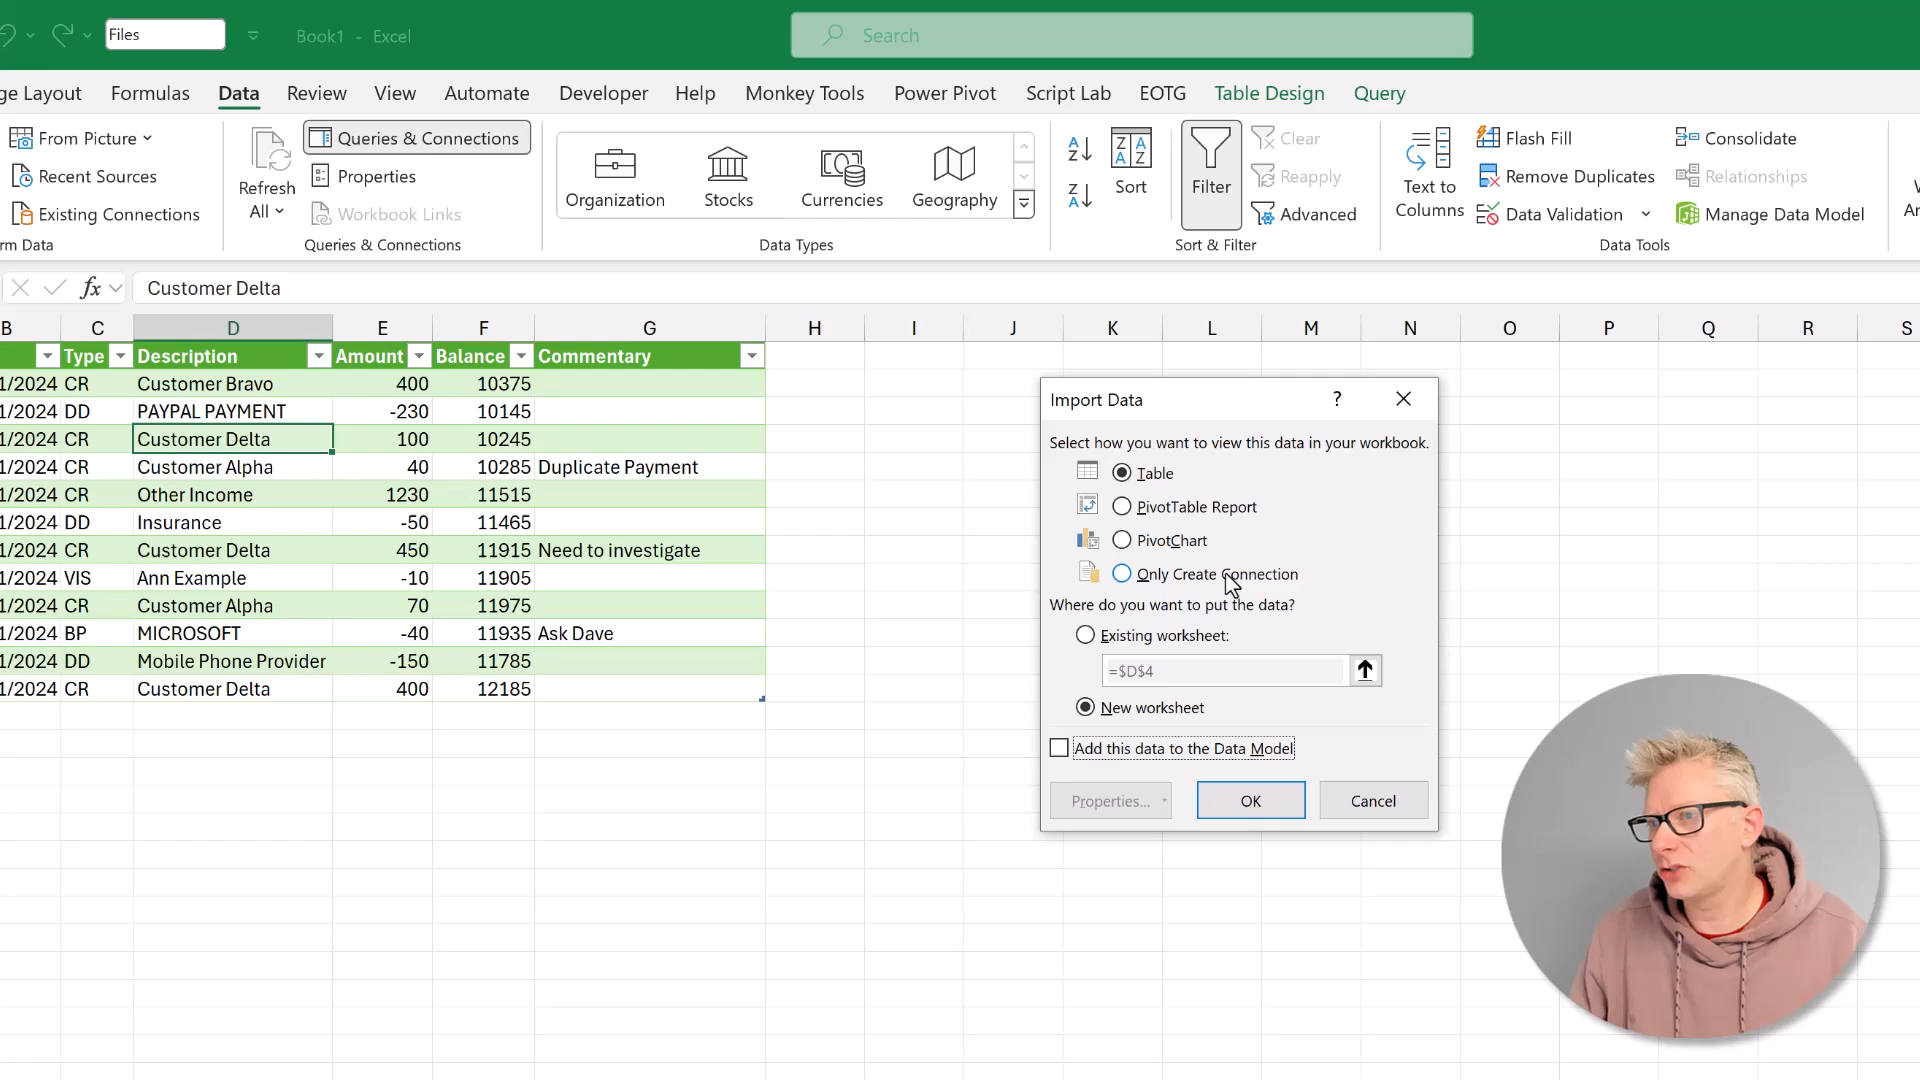 Files
Book1 - Excel
Search
ge Layout
Formulas
Data
Review
View
Automate
Developer
Help
Monkey Tools
Power Pivot
Script Lab
EOTG
Table Design
Query
From Picture
Recent Sources
Existing Connections
rm Data
Refresh
All
Queries & Connections
Properties
Workbook Links
Queries & Connections
Organization
Stocks
Currencies
Geography
Data Types
Sort
Filter
Clear
Reapply
Advanced
Sort & Filter
Text to
Columns
Flash Fill
Remove Duplicates
Data Validation
Consolidate
Relationships
Manage Data Model
Data Tools
fx
Customer Delta
B C D E F G H I J K L M N O P Q R S
Type Description Amount Balance Commentary
1/2024 CR Customer Bravo 400 10375
1/2024 DD PAYPAL PAYMENT -230 10145
1/2024 CR Customer Delta 100 10245
1/2024 CR Customer Alpha 40 10285 Duplicate Payment
1/2024 CR Other Income 1230 11515
1/2024 DD Insurance -50 11465
1/2024 CR Customer Delta 450 11915 Need to investigate
1/2024 VIS Ann Example -10 11905
1/2024 CR Customer Alpha 70 11975
1/2024 BP MICROSOFT -40 11935 Ask Dave
1/2024 DD Mobile Phone Provider -150 11785
1/2024 CR Customer Delta 400 12185
Import Data
?
Select how you want to view this data in your workbook.
Table
PivotTable Report
PivotChart
Only Create Connection
Where do you want to put the data?
Existing worksheet:
=$D$4
New worksheet
Add this data to the Data Model
Properties...
OK
Cancel